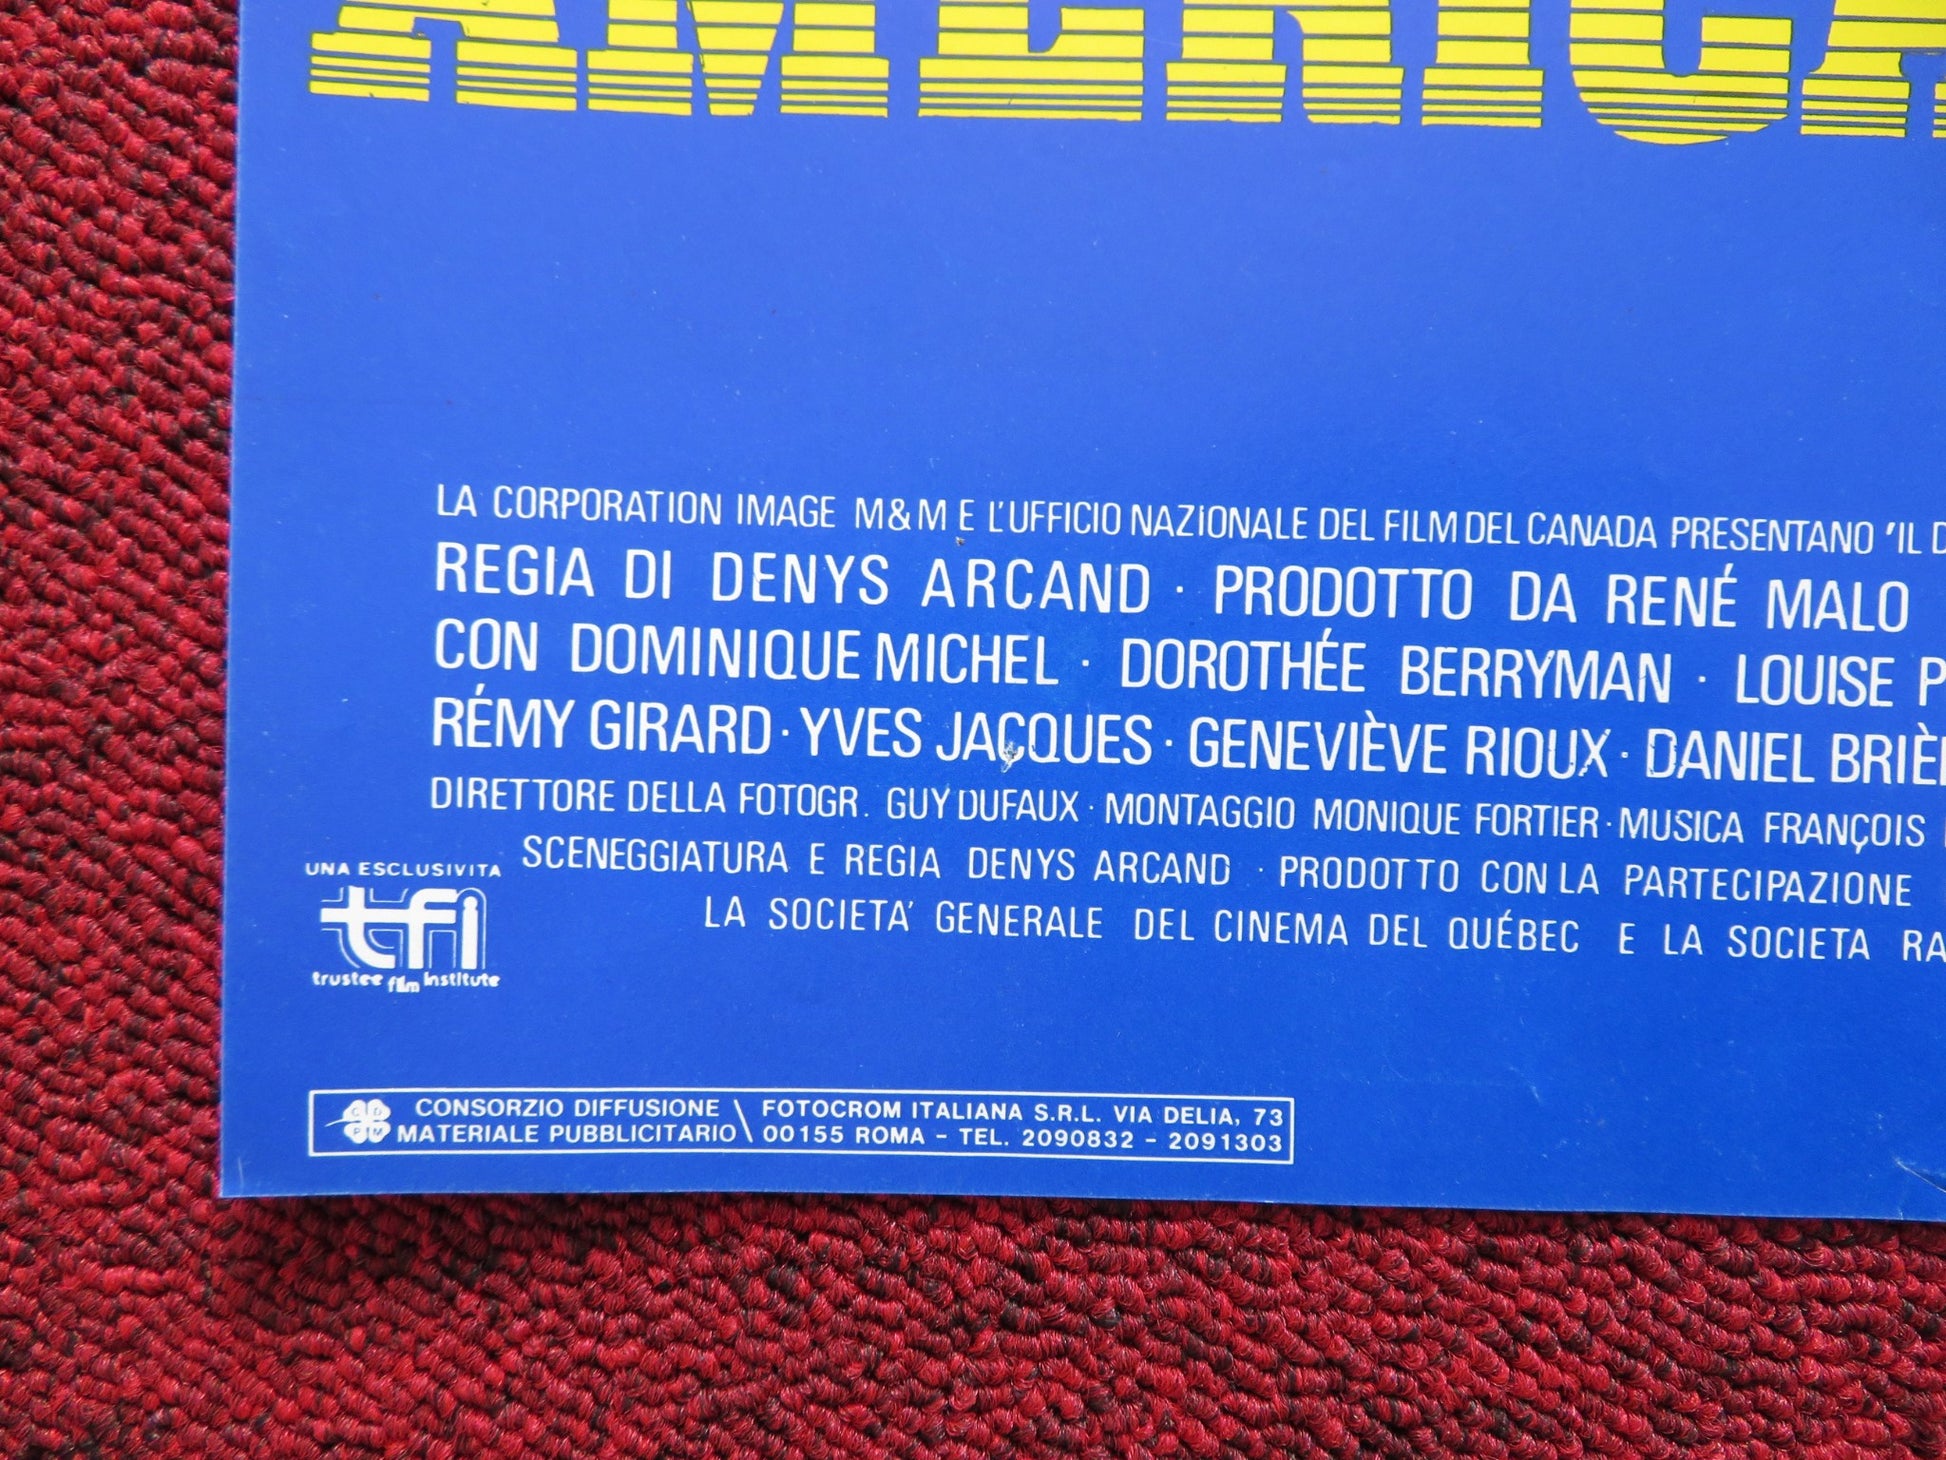 AMERICA
LA CORPORATION IMAGE M&M E L'UFFICIO NAZIONALE DEL FILM DEL CANADA PRESENTANO 'IL D
REGIA DI DENYS ARCAND · PRODOTTO DA RENÉ MALO
CON DOMINIQUE MICHEL · DOROTHÉE BERRYMAN · LOUISE P
RÉMY GIRARD · YVES JACQUES · GENEVIÈVE RIOUX · DANIEL BRIÈ
DIRETTORE DELLA FOTOGR. GUY DUFAUX · MONTAGGIO MONIQUE FORTIER · MUSICA FRANÇOIS
SCENEGGIATURA E REGIA DENYS ARCAND · PRODOTTO CON LA PARTECIPAZIONE
LA SOCIETA' GENERALE DEL CINEMA DEL QUÉBEC E LA SOCIETA RA
UNA ESCLUSIVITA
tfi
trustee film institute
CDPM
CONSORZIO DIFFUSIONE \ FOTOCROM ITALIANA S.R.L. VIA DELIA, 73
MATERIALE PUBBLICITARIO \ 00155 ROMA - TEL. 2090832 - 2091303